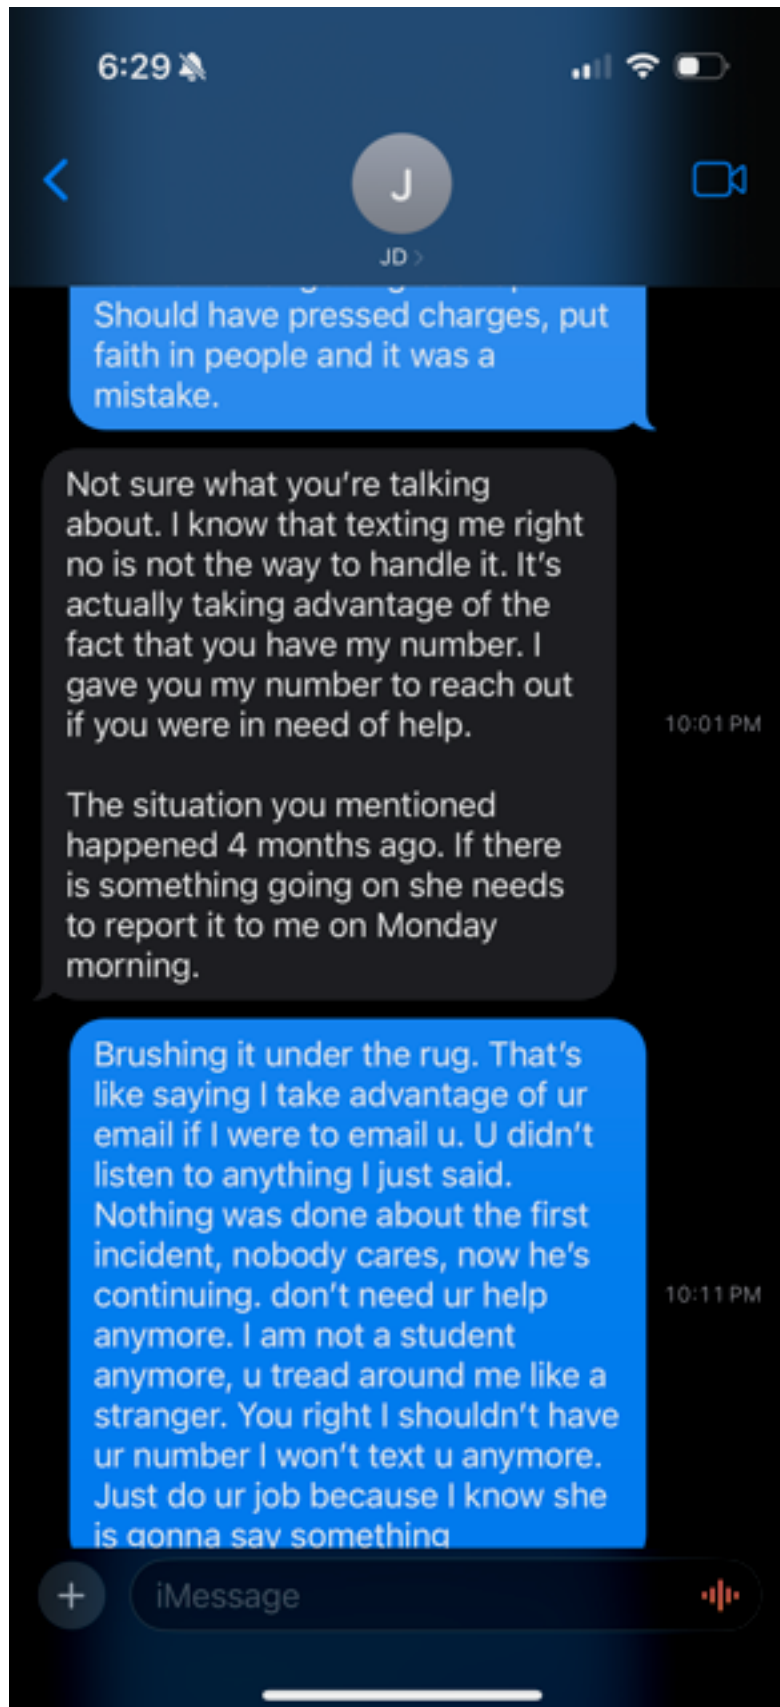 6:29
J
JD
Should have pressed charges, put
faith in people and it was a
mistake.
Not sure what you're talking
about. I know that texting me right
no is not the way to handle it. It's
actually taking advantage of the
fact that you have my number. I
gave you my number to reach out
if you were in need of help.
10:01 PM
The situation you mentioned
happened 4 months ago. If there
is something going on she needs
to report it to me on Monday
morning.
Brushing it under the rug. That's
like saying I take advantage of ur
email if I were to email u. U didn't
listen to anything I just said.
Nothing was done about the first
incident, nobody cares, now he's
continuing. don't need ur help
10:11 PM
anymore. I am not a student
anymore, u tread around me like a
stranger. You right I shouldn't have
ur number I won't text u anymore.
Just do ur job because I know she
is gonna say something
iMessage